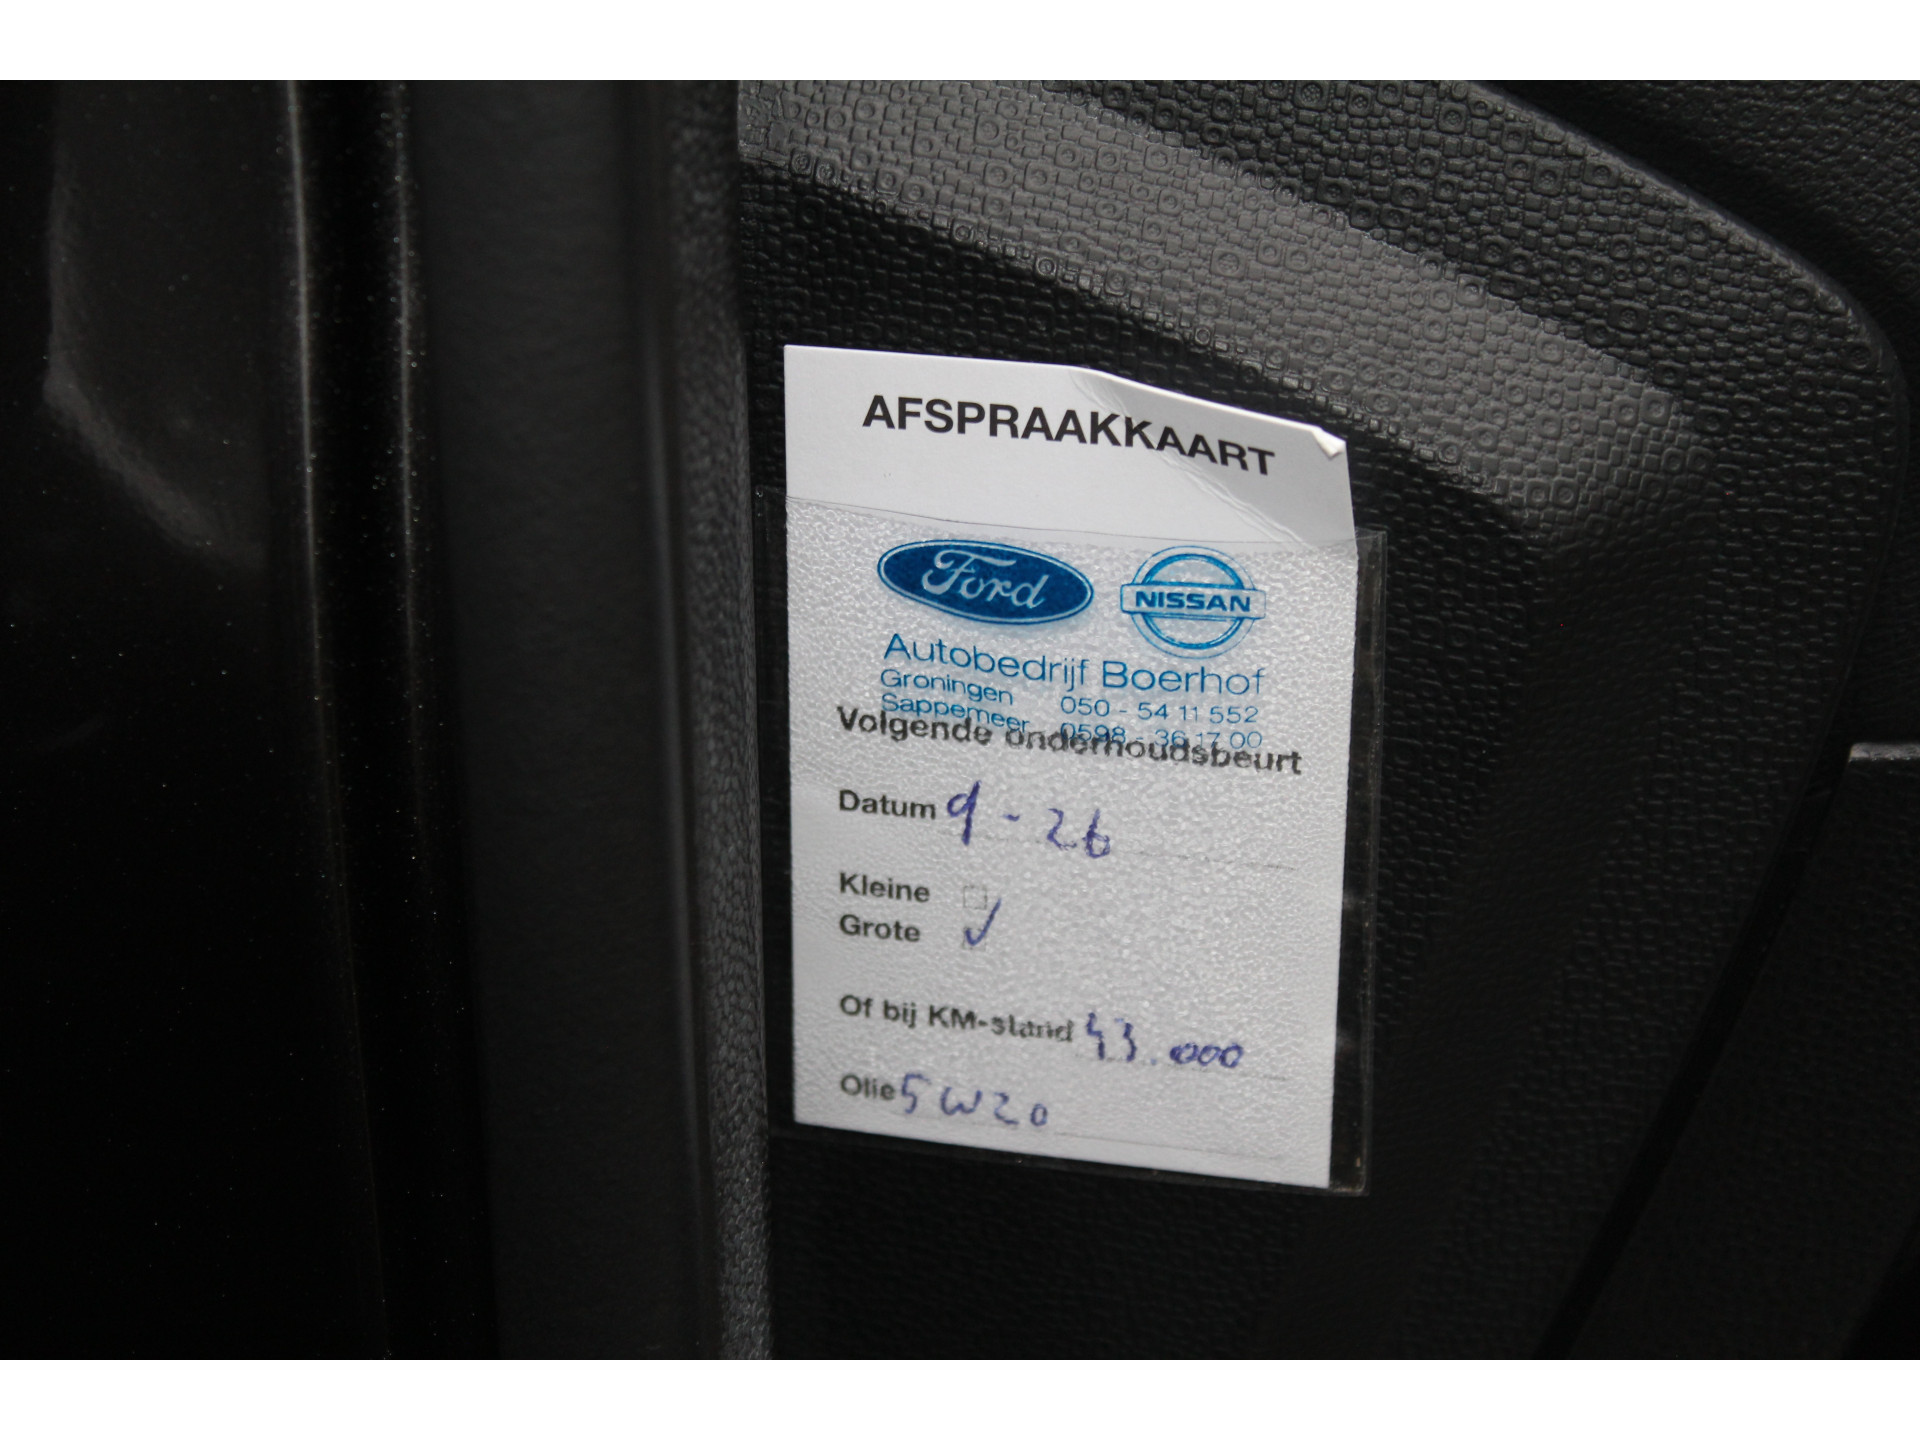 AFSPRAAKKAART
Ford NISSAN
Autobedrijf Boerhof
Groningen 050 - 54 11 552
Sappemeer 0598 - 36 17 00
Volgende onderhoudsbeurt
Datum 9 - 26
Kleine
Grote ✓
Of bij KM-stand 43.000
Olie 5W20